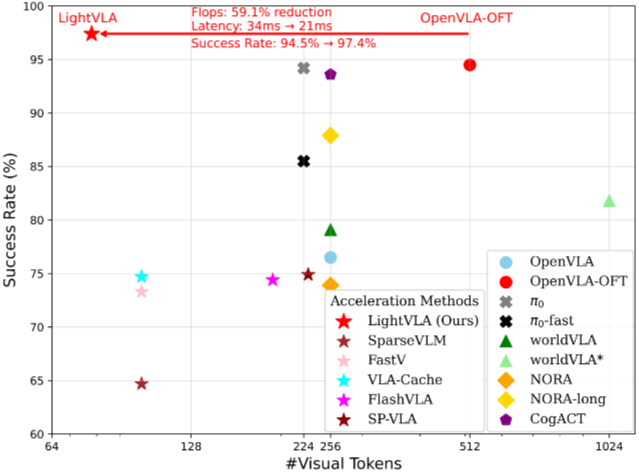 LightVLA
Flops: 59.1% reduction
Latency: 34ms → 21ms
OpenVLA-OFT
Success Rate: 94.5% → 97.4%
Success Rate (%)
100
95
90
85
80
75
70
65
60
64
128
224
256
512
1024
#Visual Tokens
Acceleration Methods
LightVLA (Ours)
SparseVLM
FastV
VLA-Cache
FlashVLA
SP-VLA
OpenVLA
OpenVLA-OFT
π₀
π₀-fast
worldVLA
worldVLA*
NORA
NORA-long
CogACT